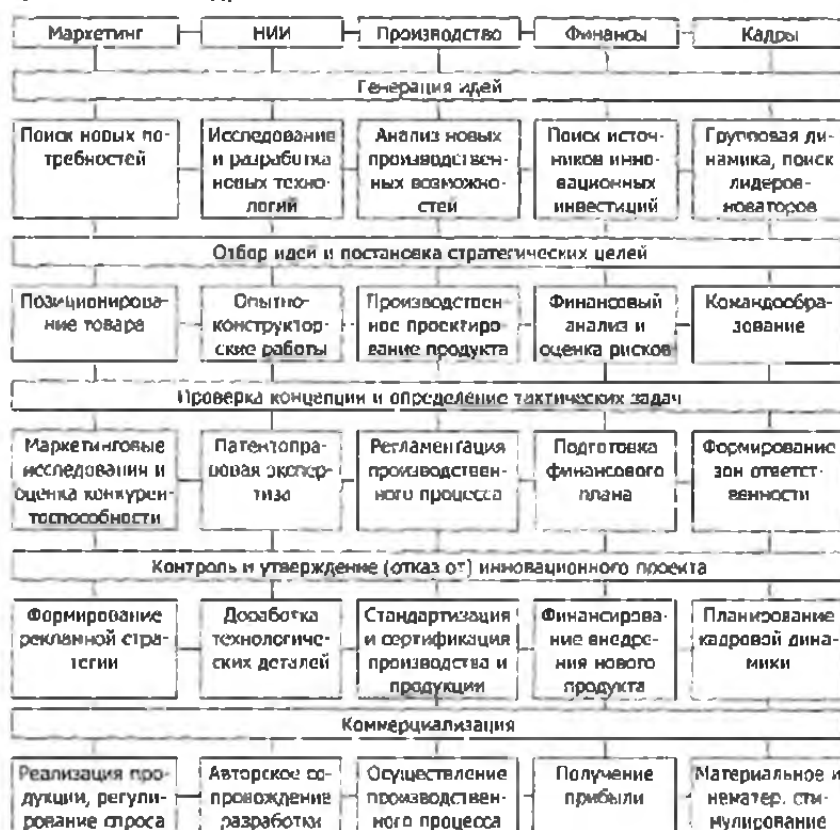 Маркетинг
НИИ
Производство
Финансы
Кадры
Генерация идей
Поиск новых по-
требностей
Исследование
и разработка
новых техно-
логий
Анализ новых
производствен-
ных возможно-
стей
Поиск источ-
ников инно-
вационных
инвестиций
Групповая ди-
намика, поиск
лидеров-
новаторов
Отбор идеи и постановка стратегических целей
Позиционирова-
ние товара
Опытно-
конструктор-
ские работы
Производствен-
ное проектиро-
вание продукта
Финансовый
анализ и
оценка рисков
Командообра-
зование
Проверка концепции и определение тактических задач
Маркетинговые
исследования и
оценка конкурен-
тоспособности
Патентопра-
вовая экспер-
тиза
Регламентация
производствен-
ного процесса
Подготовка
финансового
плана
Формирование
зон ответст-
венности
Контроль и утверждение (отказ от) инновационного проекта
Формирование
рекламной стра-
тегии
Доработка
технологиче-
ских деталей
Стандартизация
и сертификация
производства и
продукции
Финансирова-
ние внедре-
ния нового
продукта
Планирование
кадровой дина-
мики
Коммерциализация
Реализация про-
дукции, регули-
рование спроса
Авторское со-
провождение
разработки
Осуществление
производствен-
ного процесса
Получение
прибыли
Материальное и
нематер. сти-
мулирование